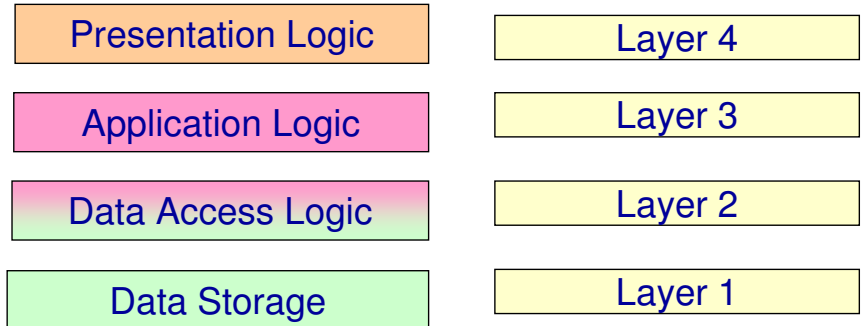 Presentation Logic
Layer 4
Application Logic
Layer 3
Data Access Logic
Layer 2
Data Storage
Layer 1